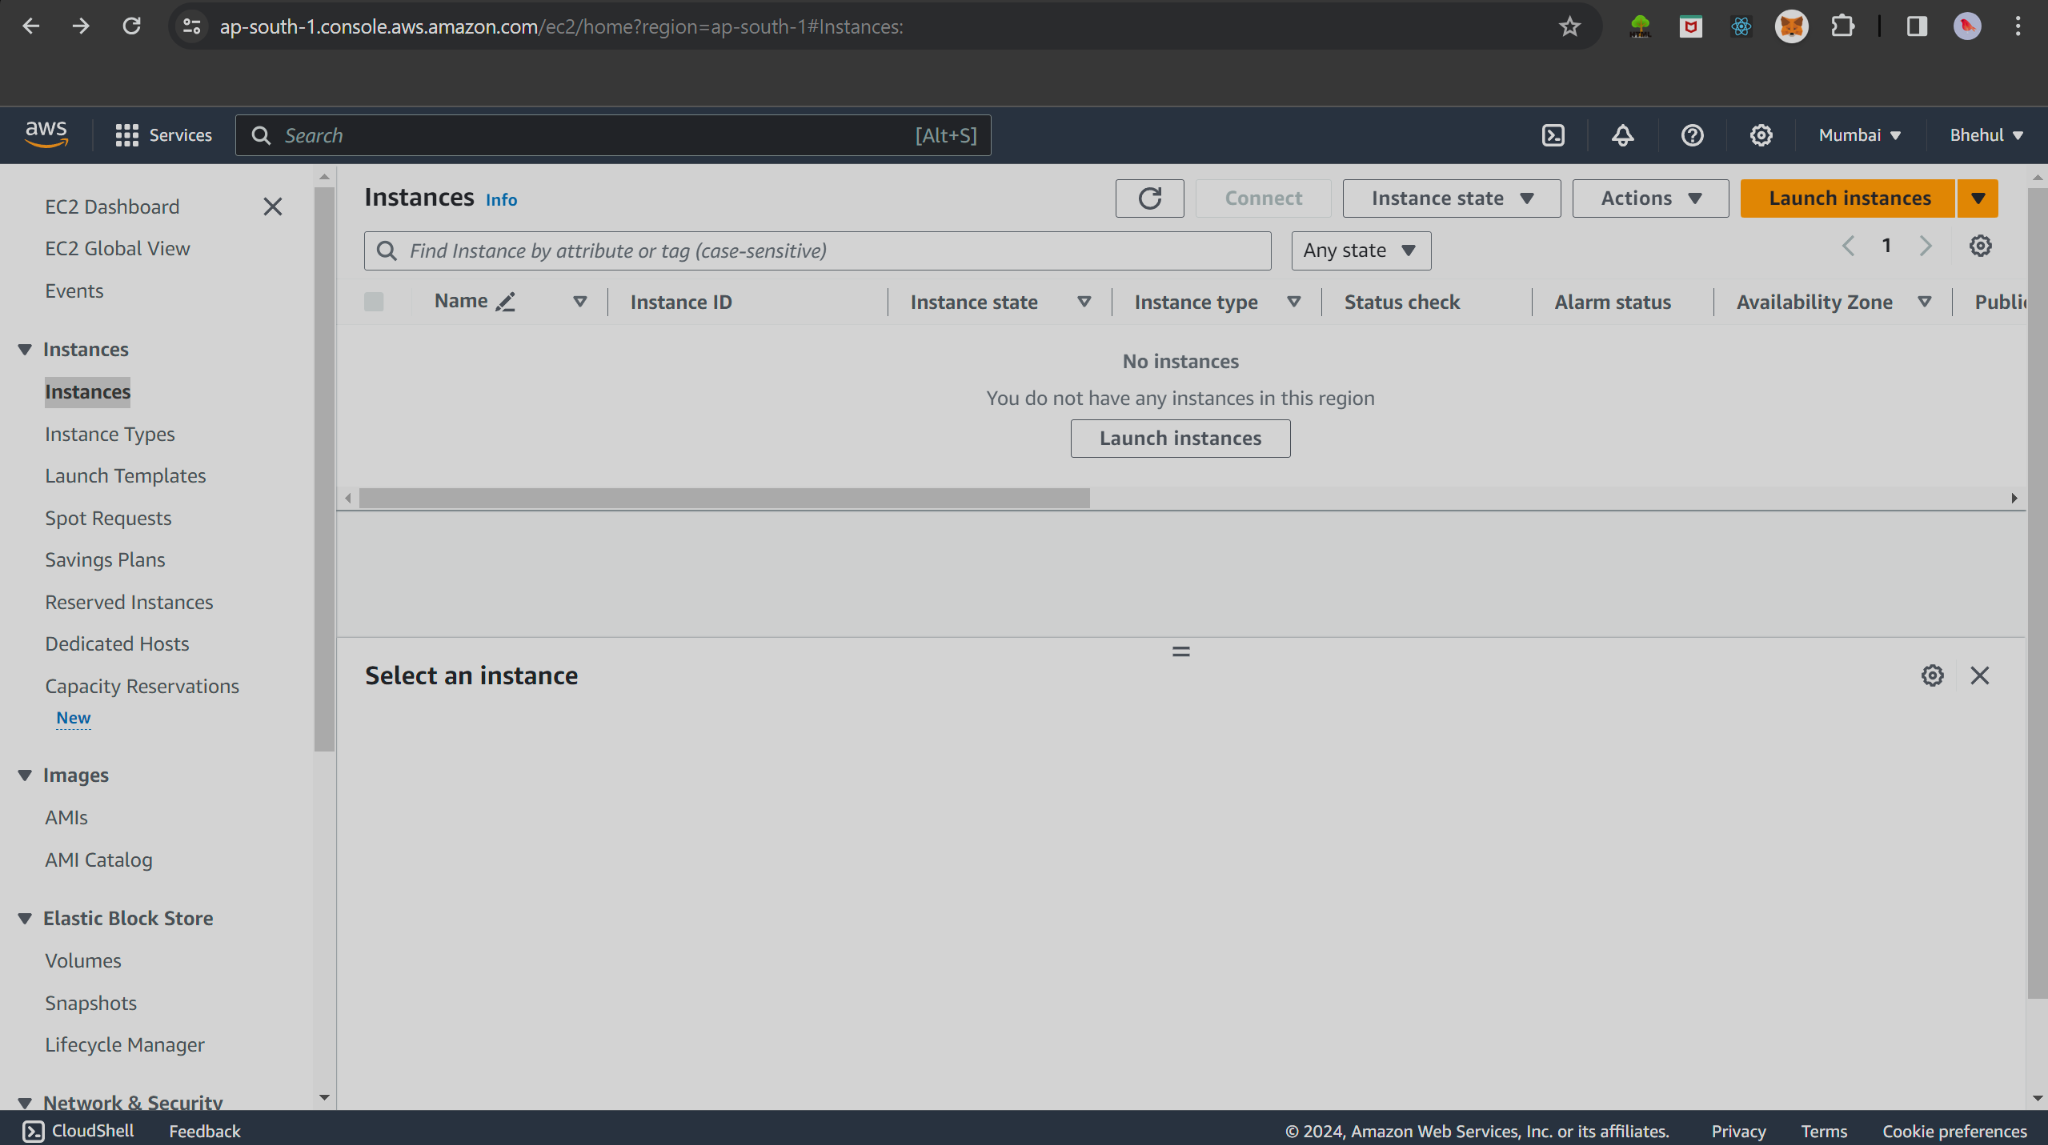 ap-south-1.console.aws.amazon.com/ec2/home?region=ap-south-1#Instances:
aws Services Search [Alt+S] Mumbai Bhehul
EC2 Dashboard
EC2 Global View
Events
Instances
Instances
Instance Types
Launch Templates
Spot Requests
Savings Plans
Reserved Instances
Dedicated Hosts
Capacity Reservations
New
Images
AMIs
AMI Catalog
Elastic Block Store
Volumes
Snapshots
Lifecycle Manager
Network & Security
Instances Info Connect Instance state Actions Launch instances
Find Instance by attribute or tag (case-sensitive) Any state 1
Name Instance ID Instance state Instance type Status check Alarm status Availability Zone Public
No instances
You do not have any instances in this region
Launch instances
Select an instance
CloudShell Feedback © 2024, Amazon Web Services, Inc. or its affiliates. Privacy Terms Cookie preferences